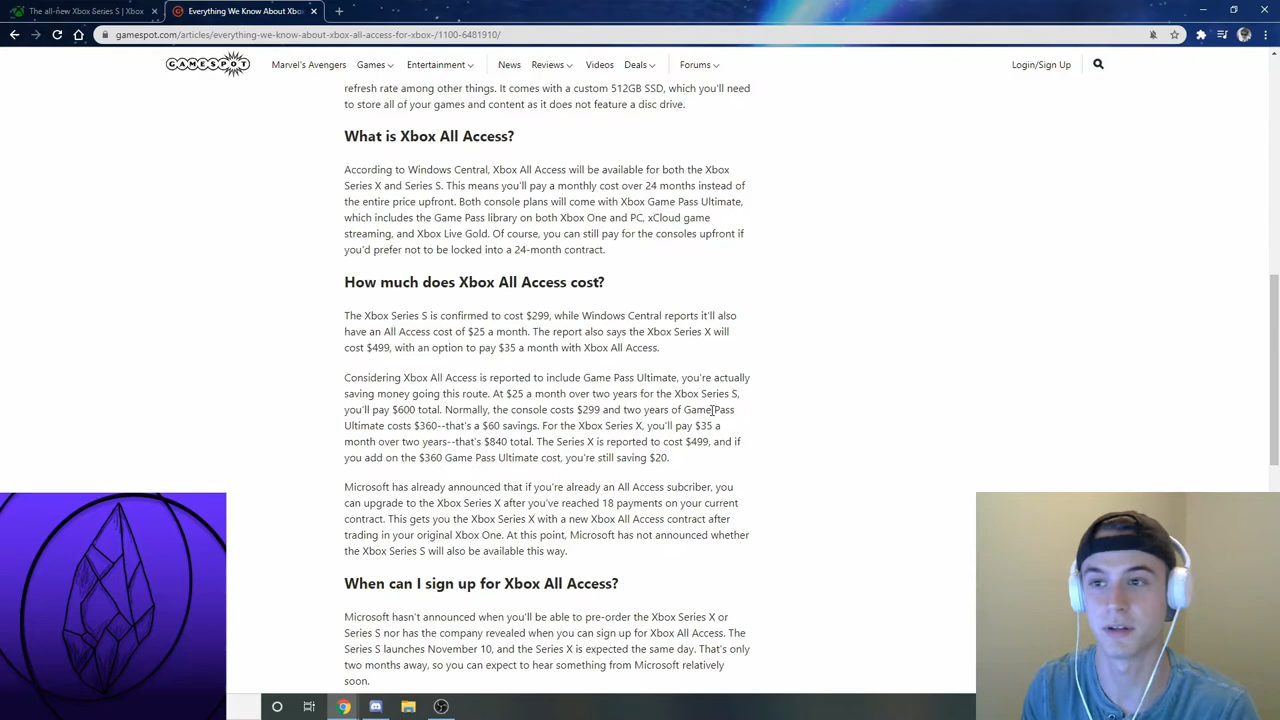 The all-new Xbox Series S | Xbox
Everything We Know About Xbo
gamespot.com/articles/everything-we-know-about-xbox-all-access-for-xbox-/1100-6481910/
GAMESPOT
Marvel's Avengers Games Entertainment News Reviews Videos Deals Forums Login/Sign Up
refresh rate among other things. It comes with a custom 512GB SSD, which you'll need
to store all of your games and content as it does not feature a disc drive.
What is Xbox All Access?
According to Windows Central, Xbox All Access will be available for both the Xbox
Series X and Series S. This means you'll pay a monthly cost over 24 months instead of
the entire price upfront. Both console plans will come with Xbox Game Pass Ultimate,
which includes the Game Pass library on both Xbox One and PC, xCloud game
streaming, and Xbox Live Gold. Of course, you can still pay for the consoles upfront if
you'd prefer not to be locked into a 24-month contract.
How much does Xbox All Access cost?
The Xbox Series S is confirmed to cost $299, while Windows Central reports it'll also
have an All Access cost of $25 a month. The report also says the Xbox Series X will
cost $499, with an option to pay $35 a month with Xbox All Access.
Considering Xbox All Access is reported to include Game Pass Ultimate, you're actually
saving money going this route. At $25 a month over two years for the Xbox Series S,
you'll pay $600 total. Normally, the console costs $299 and two years of Game Pass
Ultimate costs $360--that's a $60 savings. For the Xbox Series X, you'll pay $35 a
month over two years--that's $840 total. The Series X is reported to cost $499, and if
you add on the $360 Game Pass Ultimate cost, you're still saving $20.
Microsoft has already announced that if you're already an All Access subcriber, you
can upgrade to the Xbox Series X after you've reached 18 payments on your current
contract. This gets you the Xbox Series X with a new Xbox All Access contract after
trading in your original Xbox One. At this point, Microsoft has not announced whether
the Xbox Series S will also be available this way.
When can I sign up for Xbox All Access?
Microsoft hasn't announced when you'll be able to pre-order the Xbox Series X or
Series S nor has the company revealed when you can sign up for Xbox All Access. The
Series S launches November 10, and the Series X is expected the same day. That's only
two months away, so you can expect to hear something from Microsoft relatively
soon.